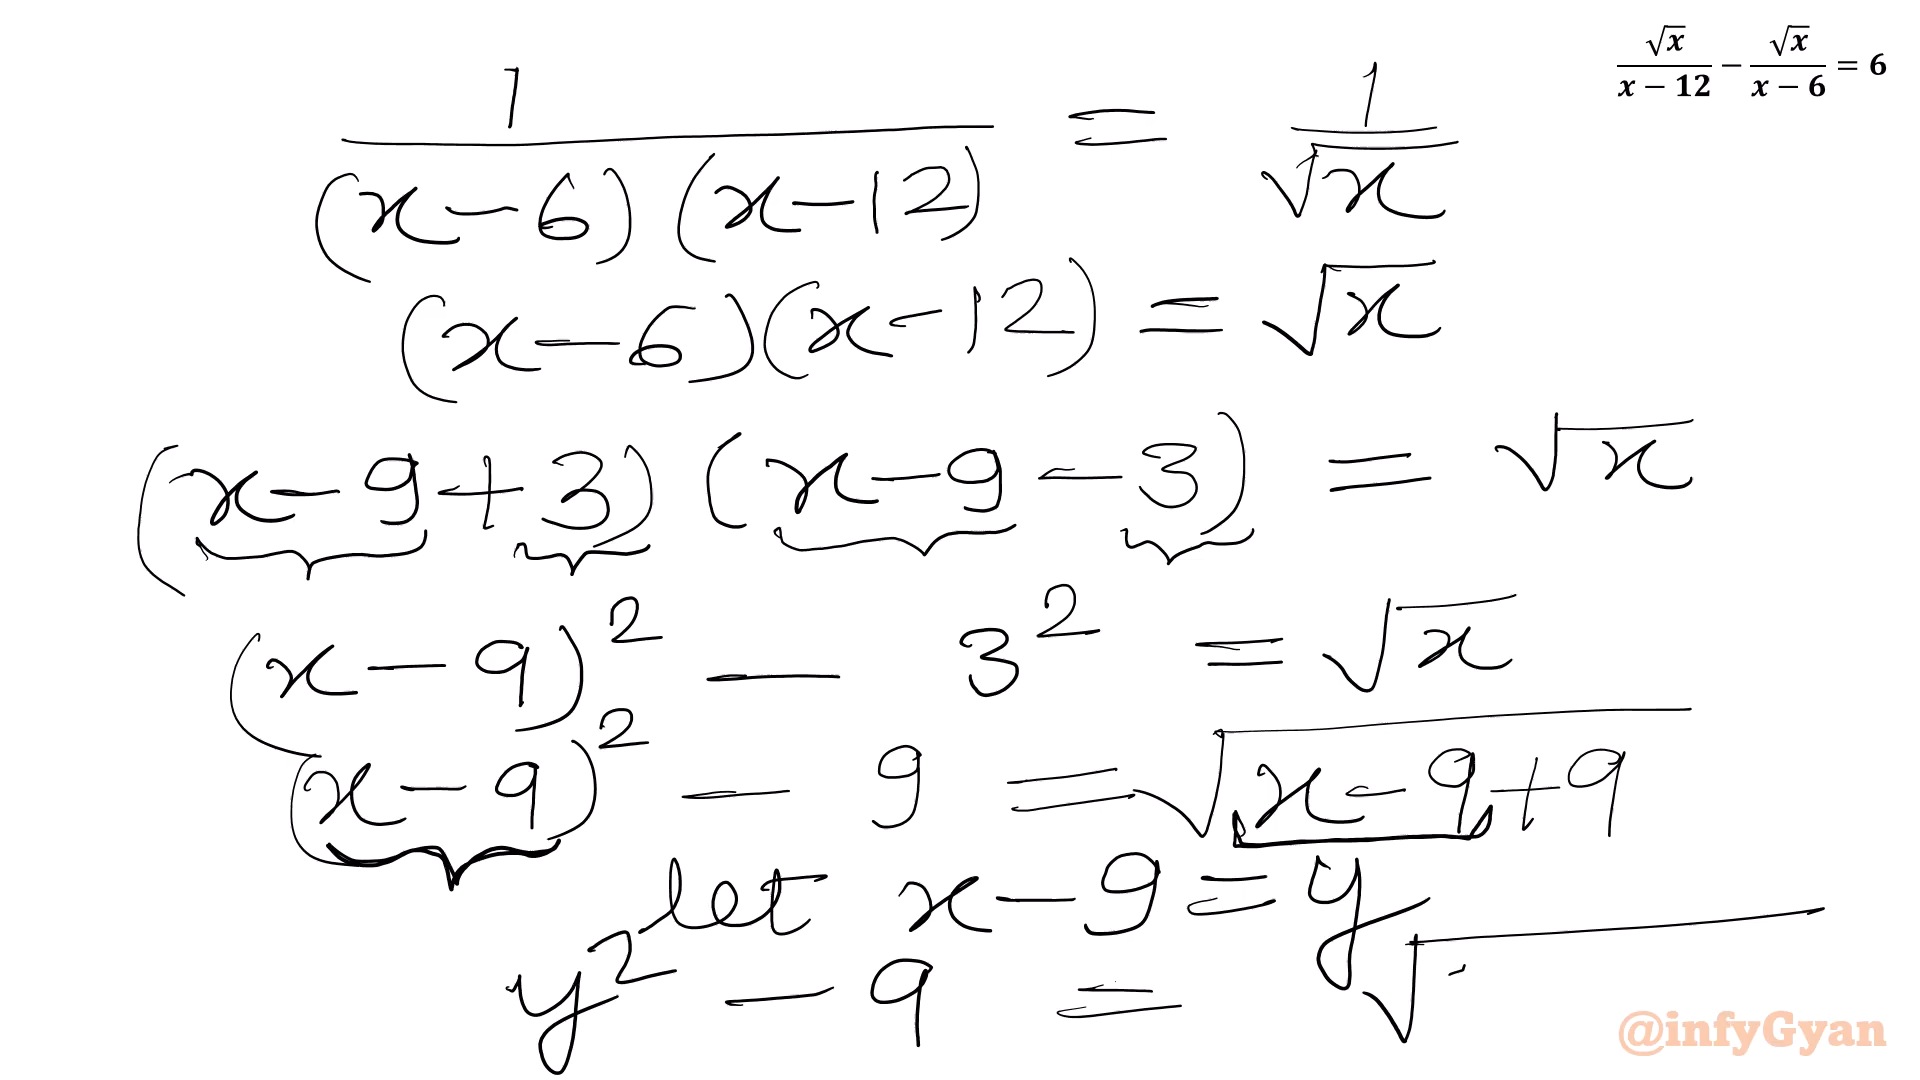 √x/(x − 12) − √x/(x − 6) = 6
1/((x − 6)(x − 12)) = 1/√x
(x − 6)(x − 12) = √x
(x − 9 + 3)(x − 9 − 3) = √x
(x − 9)² − 3² = √x
(x − 9)² − 9 = √(x − 9 + 9)
let x − 9 = y
y² − 9 = √
@infyGyan